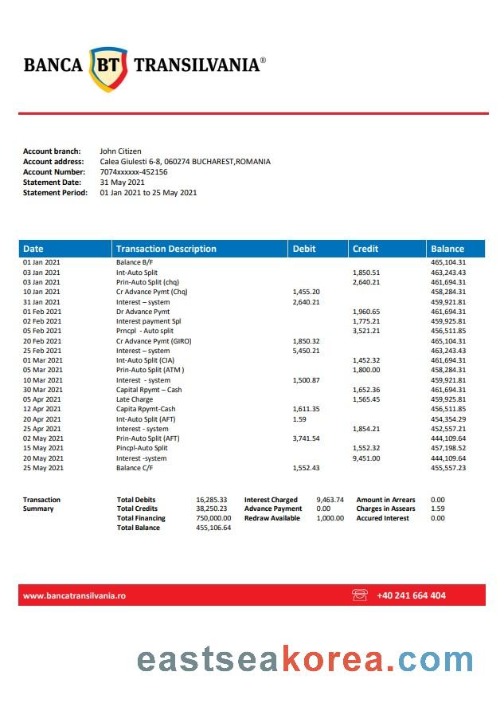 BANCA BT TRANSILVANIA®
Account branch: John Citizen
Account address: Calea Giulesti 6-8, 060274 BUCHAREST,ROMANIA
Account Number: 7074xxxxxx-452156
Statement Date: 31 May 2021
Statement Period: 01 Jan 2021 to 25 May 2021
Date Transaction Description Debit Credit Balance
01 Jan 2021 Balance B/F 465,104.31
03 Jan 2021 Int-Auto Split 1,850.51 463,243.43
03 Jan 2021 Prin-Auto Split (chq) 2,640.21 461,694.31
10 Jan 2021 Cr Advance Pymt (Chq) 1,455.20 458,284.31
31 Jan 2021 Interest – system 2,640.21 459,921.81
01 Feb 2021 Dr Advance Pymt 1,960.65 461,694.31
02 Feb 2021 Interest payment Spl 1,775.21 459,925.81
05 Feb 2021 Prncpl - Auto split 3,521.21 456,511.85
20 Feb 2021 Cr Advance Pymt (GIRO) 1,850.32 465,104.31
25 Feb 2021 Interest – system 5,450.21 463,243.43
01 Mar 2021 Int-Auto Split (CIA) 1,452.32 461,694.31
05 Mar 2021 Prin-Auto Split (ATM ) 1,800.00 458,284.31
10 Mar 2021 Interest - system 1,500.87 459,921.81
30 Mar 2021 Capital Rpymt – Cash 1,652.36 461,694.31
05 Apr 2021 Late Charge 1,565.45 459,925.81
12 Apr 2021 Capita Rpymt-Cash 1,611.35 456,511.85
20 Apr 2021 Int-Auto Split (AFT) 1.59 454,354.29
25 Apr 2021 Interest - system 1,854.21 452,557.21
02 May 2021 Prin-Auto Split (AFT) 3,741.54 444,109.64
15 May 2021 Pincpl-Auto Split 1,552.32 457,198.52
20 May 2021 Interest -system 9,451.00 444,109.64
25 May 2021 Balance C/F 1,552.43 455,557.23
Transaction Total Debits 16,285.33 Interest Charged 9,463.74 Amount in Arrears 0.00
Summary Total Credits 38,250.23 Advance Payment 0.00 Charges in Assears 1.59
Total Financing 750,000.00 Redraw Available 1,000.00 Accured Interest 0.00
Total Balance 455,106.64
www.bancatransilvania.ro +40 241 664 404
eastseakorea.com